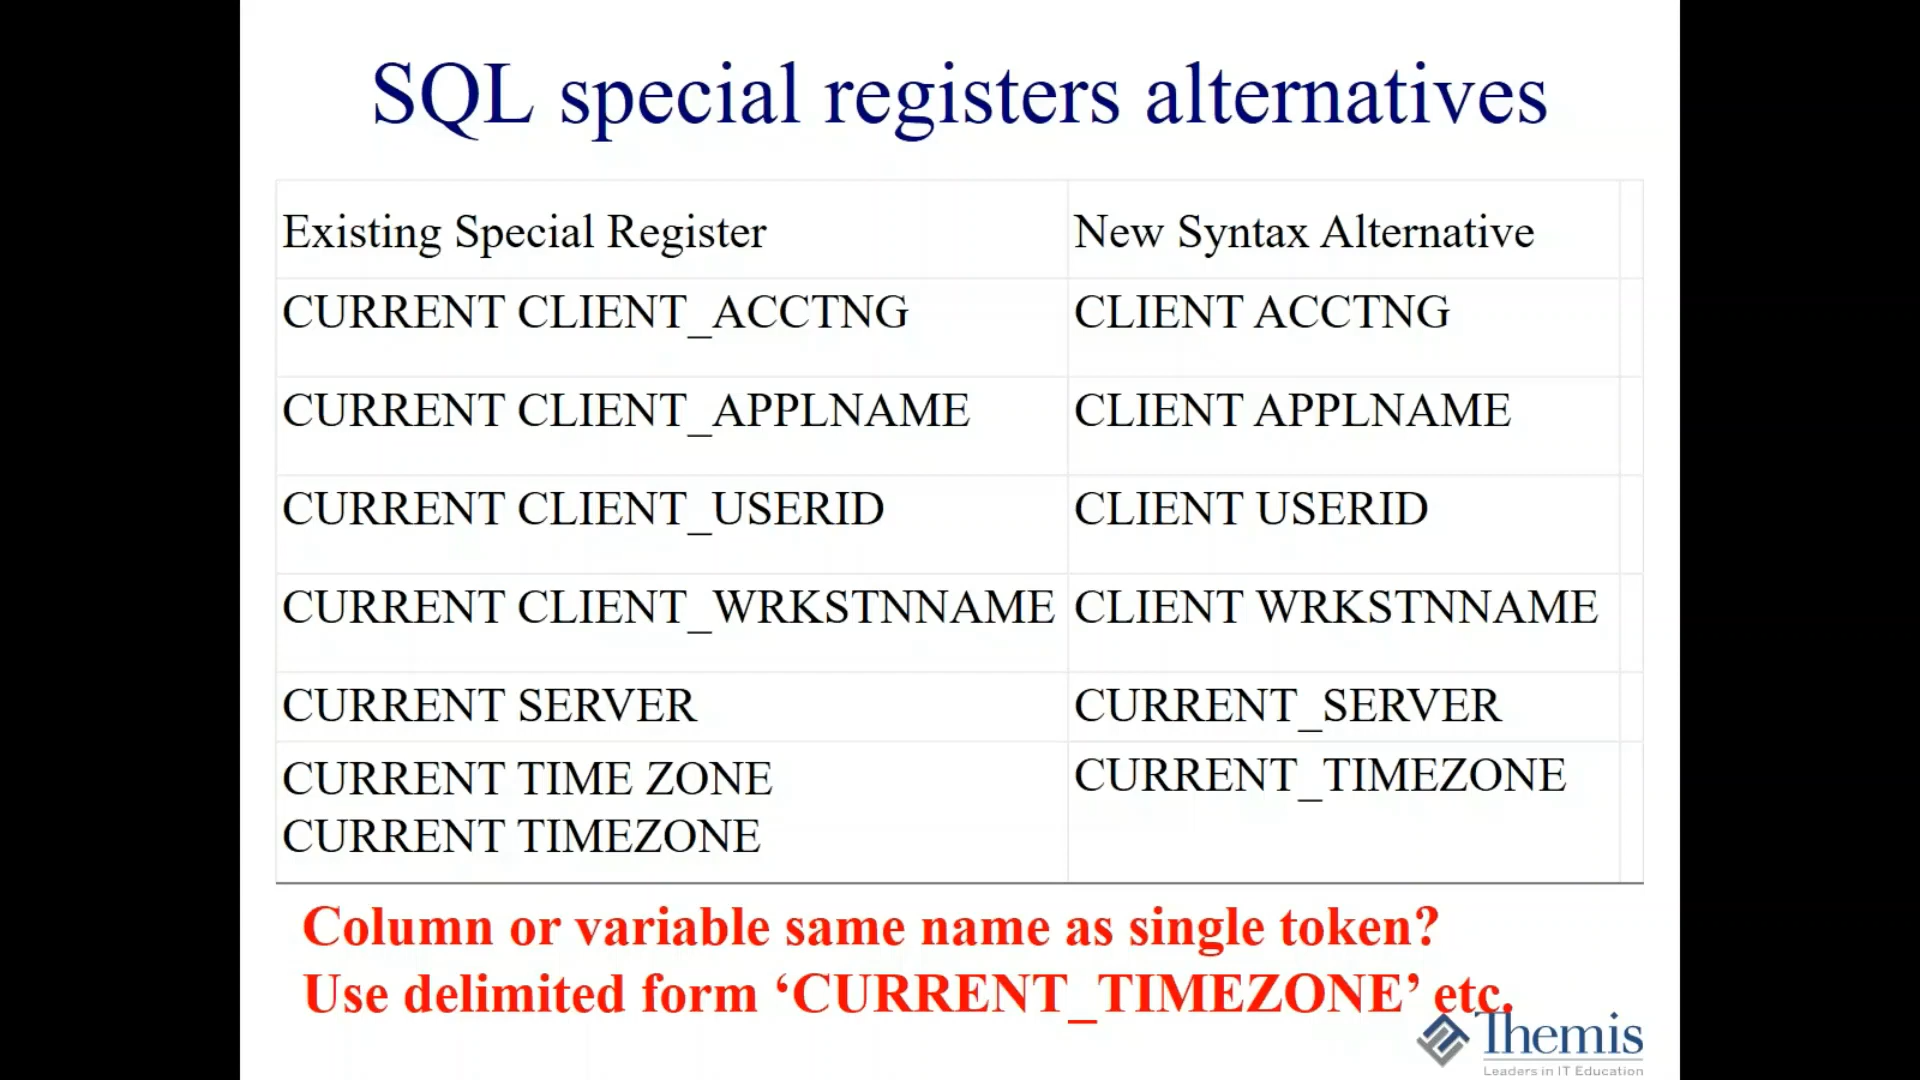 SQL special registers alternatives
Existing Special Register New Syntax Alternative
CURRENT CLIENT_ACCTNG CLIENT ACCTNG
CURRENT CLIENT_APPLNAME CLIENT APPLNAME
CURRENT CLIENT_USERID CLIENT USERID
CURRENT CLIENT_WRKSTNNAME CLIENT WRKSTNNAME
CURRENT SERVER CURRENT_SERVER
CURRENT TIME ZONE CURRENT_TIMEZONE
CURRENT TIMEZONE
Column or variable same name as single token?
Use delimited form ‘CURRENT_TIMEZONE’ etc.
Themis
Leaders in IT Education